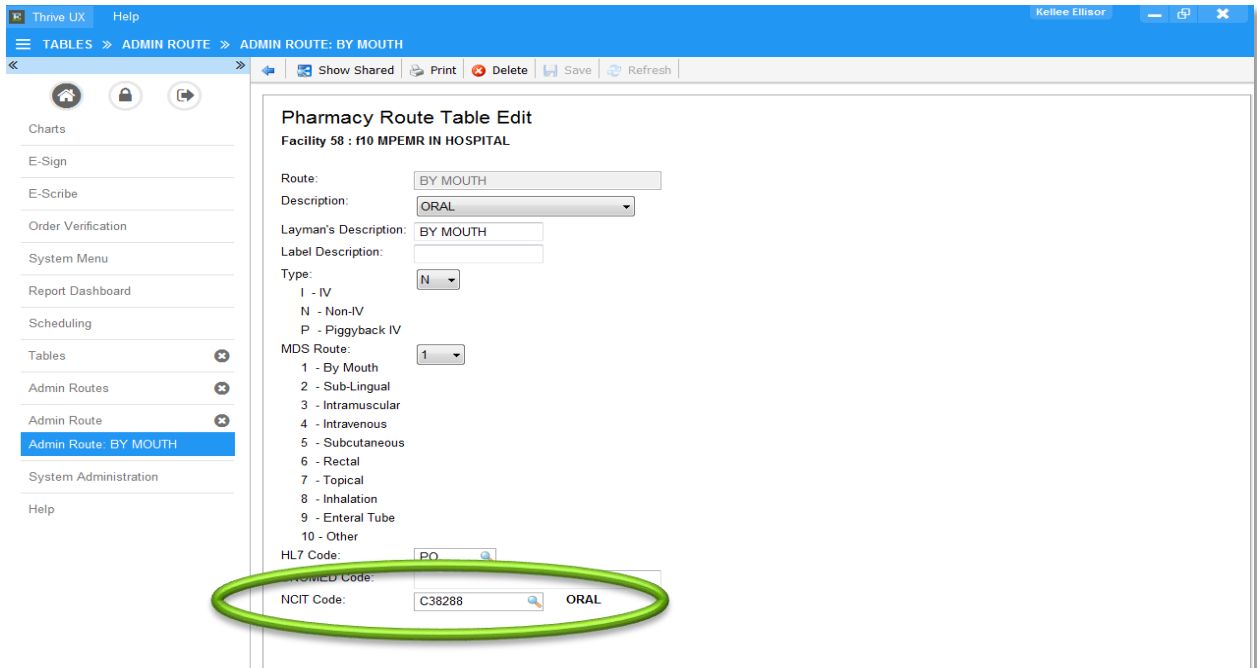 Thrive UX Help Kellee Ellisor
TABLES » ADMIN ROUTE » ADMIN ROUTE: BY MOUTH
« » Show Shared Print Delete Save Refresh
Charts
E-Sign
E-Scribe
Order Verification
System Menu
Report Dashboard
Scheduling
Tables
Admin Routes
Admin Route
Admin Route: BY MOUTH
System Administration
Help
Pharmacy Route Table Edit
Facility 58 : f10 MPEMR IN HOSPITAL
Route: BY MOUTH
Description: ORAL
Layman's Description: BY MOUTH
Label Description:
Type: N
I - IV
N - Non-IV
P - Piggyback IV
MDS Route: 1
1 - By Mouth
2 - Sub-Lingual
3 - Intramuscular
4 - Intravenous
5 - Subcutaneous
6 - Rectal
7 - Topical
8 - Inhalation
9 - Enteral Tube
10 - Other
HL7 Code: PO
SNOMED Code:
NCIT Code: C38288 ORAL